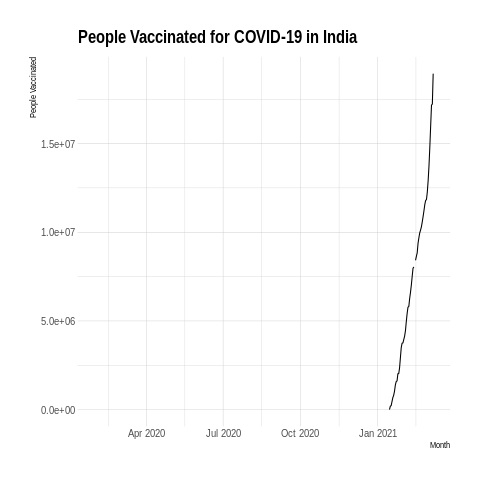 People Vaccinated for COVID-19 in India
People Vaccinated
1.5e+07
1.0e+07
5.0e+06
0.0e+00
Apr 2020 Jul 2020 Oct 2020 Jan 2021
Month